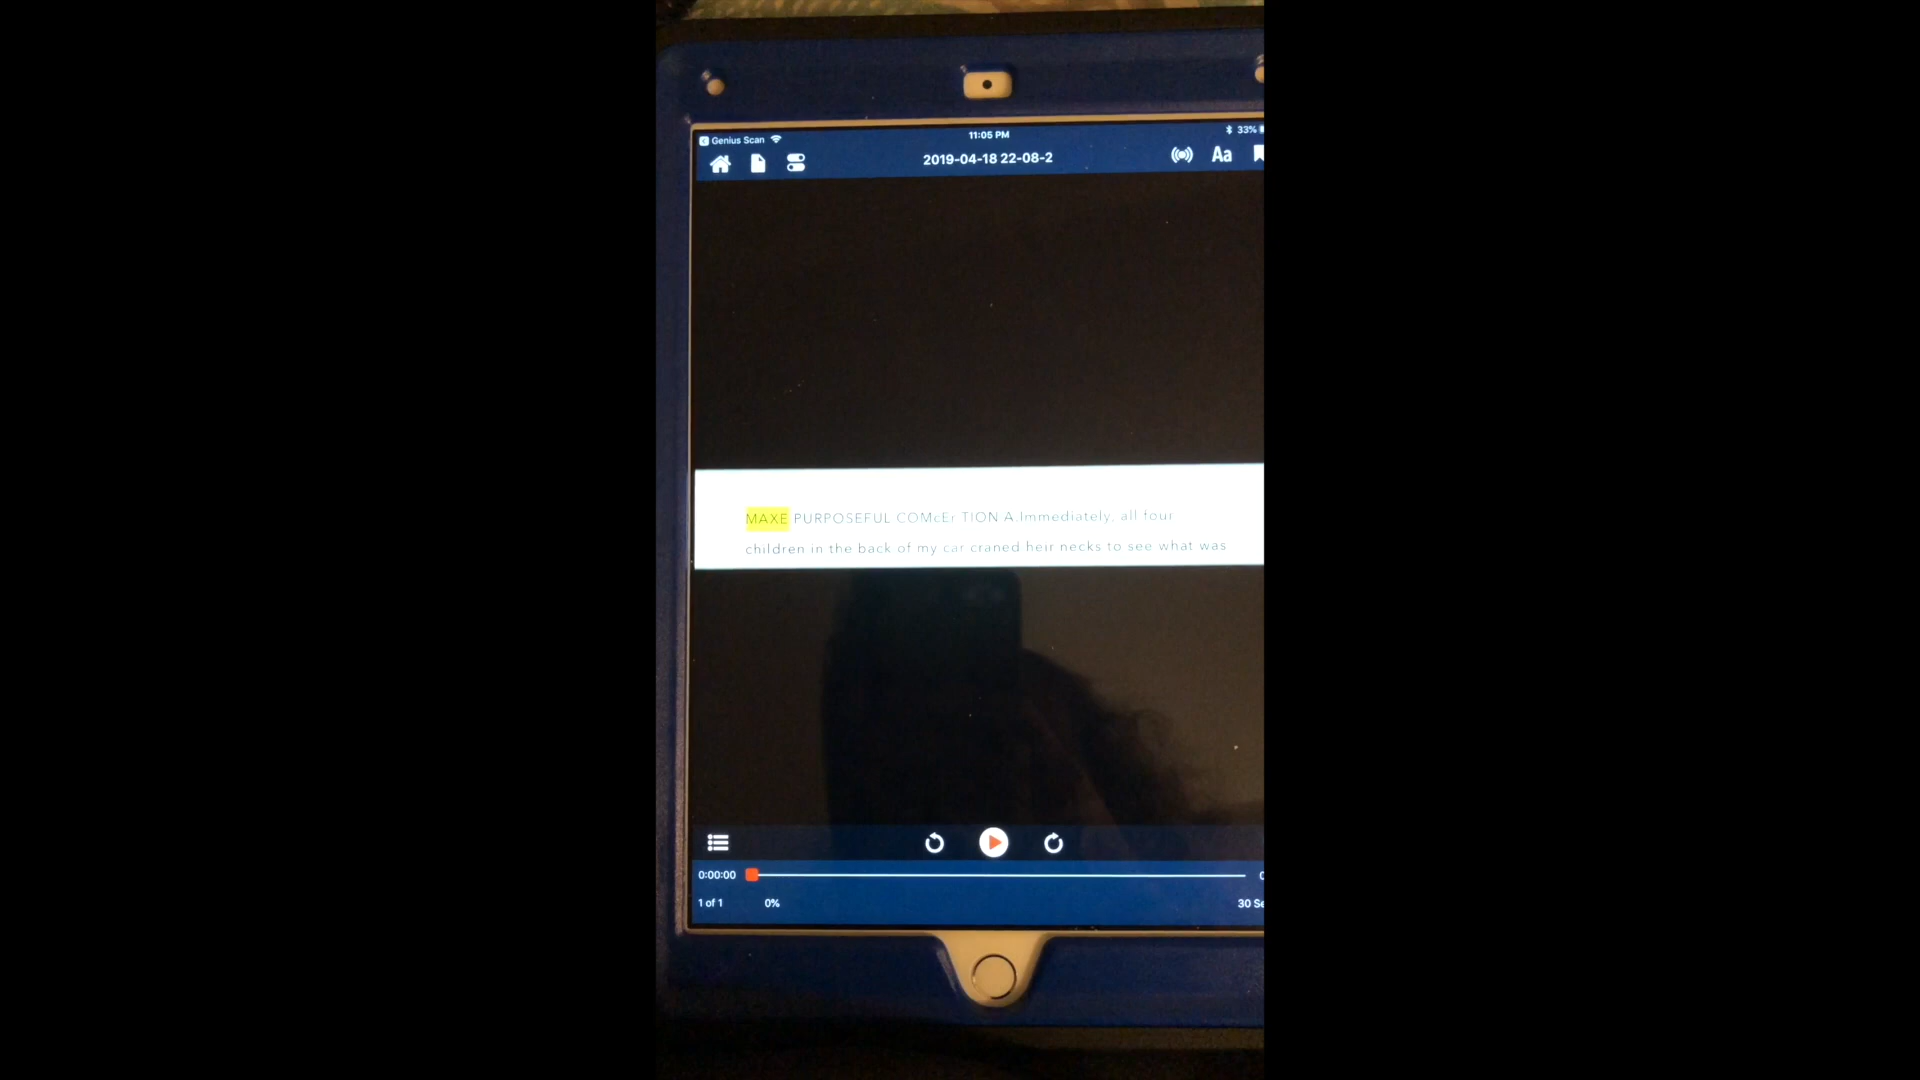 Genius Scan
11:05 PM
33%
2019-04-18 22-08-2
Aa
MAXE PURPOSEFUL COMcEr TION A.Immediately, all four
children in the back of my car craned heir necks to see what was
0:00:00
1 of 1
0%
30